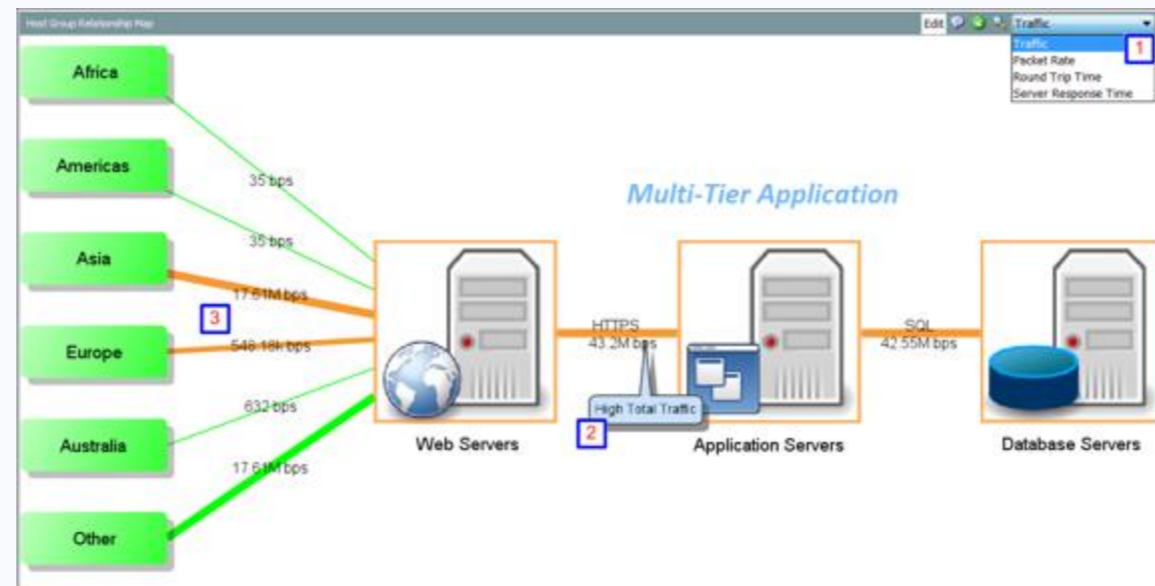 Host Group Relationship Map
Edit
Traffic
Traffic
1
Packet Rate
Round Trip Time
Server Response Time
Africa
Americas
35 bps
Multi-Tier Application
35 bps
Asia
17.61M bps
3
HTTPS
SQL
Europe
548.18k bps
43.2M bps
42.55M bps
632 bps
High Total Traffic
2
Australia
Web Servers
Application Servers
Database Servers
17.61M bps
Other